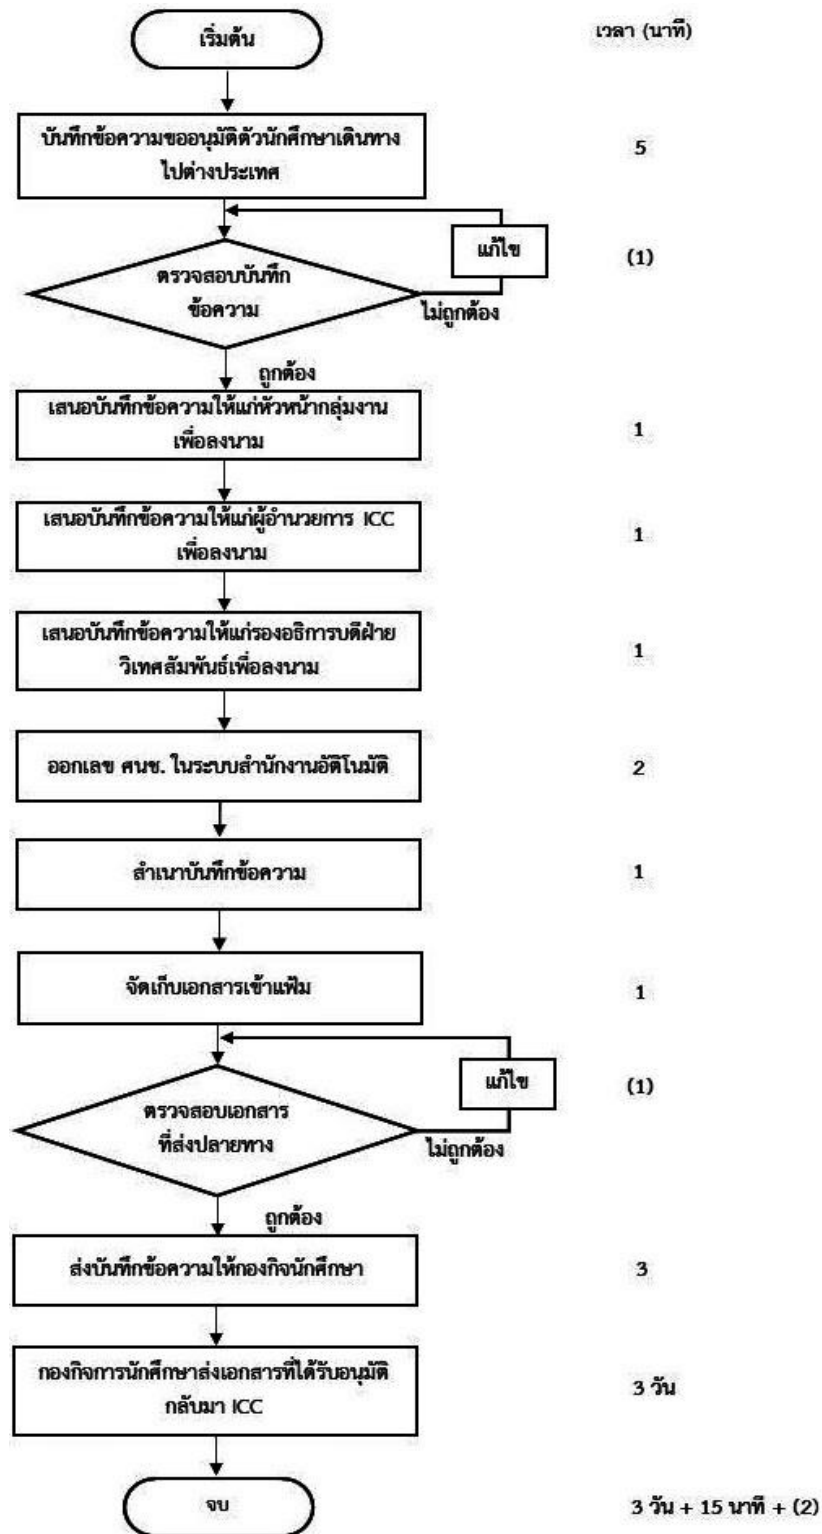 เริ่มต้น
เวลา (นาที)
บันทึกข้อความขออนุมัติตัวนักศึกษาเดินทาง
ไปต่างประเทศ
5
แก้ไข
(1)
ตรวจสอบบันทึก
ข้อความ
ไม่ถูกต้อง
ถูกต้อง
เสนอบันทึกข้อความให้แก่หัวหน้ากลุ่มงาน
เพื่อลงนาม
1
เสนอบันทึกข้อความให้แก่ผู้อำนวยการ ICC
เพื่อลงนาม
1
เสนอบันทึกข้อความให้แก่รองอธิการบดีฝ่าย
วิเทศสัมพันธ์เพื่อลงนาม
1
ออกเลข ศนช. ในระบบสำนักงานอัติโนมัติ
2
สำเนาบันทึกข้อความ
1
จัดเก็บเอกสารเข้าแฟ้ม
1
แก้ไข
(1)
ตรวจสอบเอกสาร
ที่ส่งปลายทาง
ไม่ถูกต้อง
ถูกต้อง
ส่งบันทึกข้อความให้กองกิจนักศึกษา
3
กองกิจการนักศึกษาส่งเอกสารที่ได้รับอนุมัติ
กลับมา ICC
3 วัน
จบ
3 วัน + 15 นาที + (2)